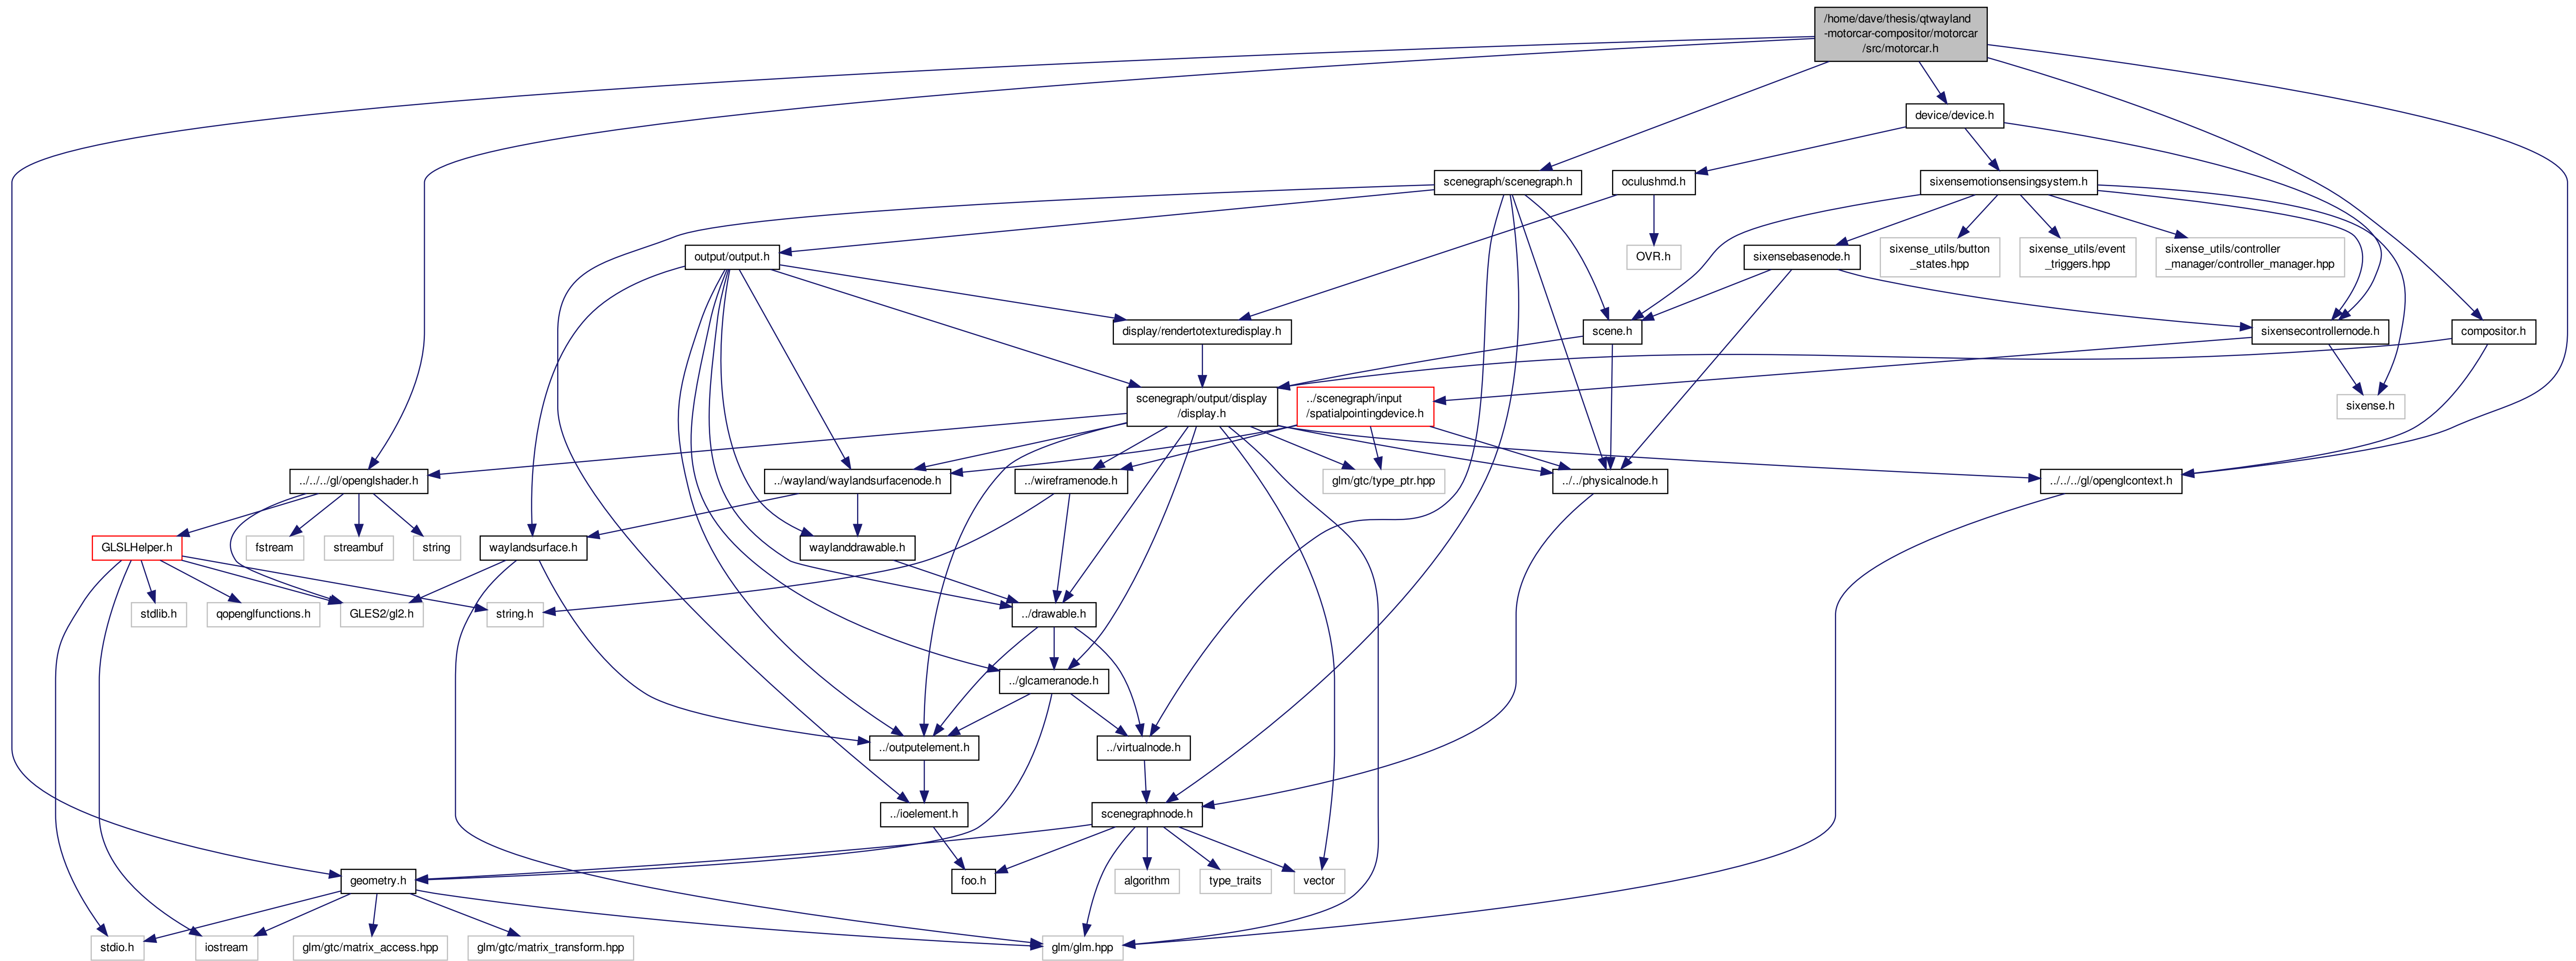 /home/dave/thesis/qtwayland
-motorcar-compositor/motorcar
/src/motorcar.h
device/device.h
scenegraph/scenegraph.h
oculushmd.h
sixensemotionsensingsystem.h
output/output.h
OVR.h
sixensebasenode.h
sixense_utils/button
_states.hpp
sixense_utils/event
_triggers.hpp
sixense_utils/controller
_manager/controller_manager.hpp
display/rendertotexturedisplay.h
scene.h
sixensecontrollernode.h
compositor.h
scenegraph/output/display
/display.h
../scenegraph/input
/spatialpointingdevice.h
sixense.h
../../../gl/openglshader.h
../wayland/waylandsurfacenode.h
../wireframenode.h
glm/gtc/type_ptr.hpp
../../physicalnode.h
../../../gl/openglcontext.h
GLSLHelper.h
fstream
streambuf
string
waylandsurface.h
waylanddrawable.h
stdlib.h
qopenglfunctions.h
GLES2/gl2.h
string.h
../drawable.h
../glcameranode.h
../outputelement.h
../virtualnode.h
../ioelement.h
scenegraphnode.h
geometry.h
foo.h
algorithm
type_traits
vector
stdio.h
iostream
glm/gtc/matrix_access.hpp
glm/gtc/matrix_transform.hpp
glm/glm.hpp